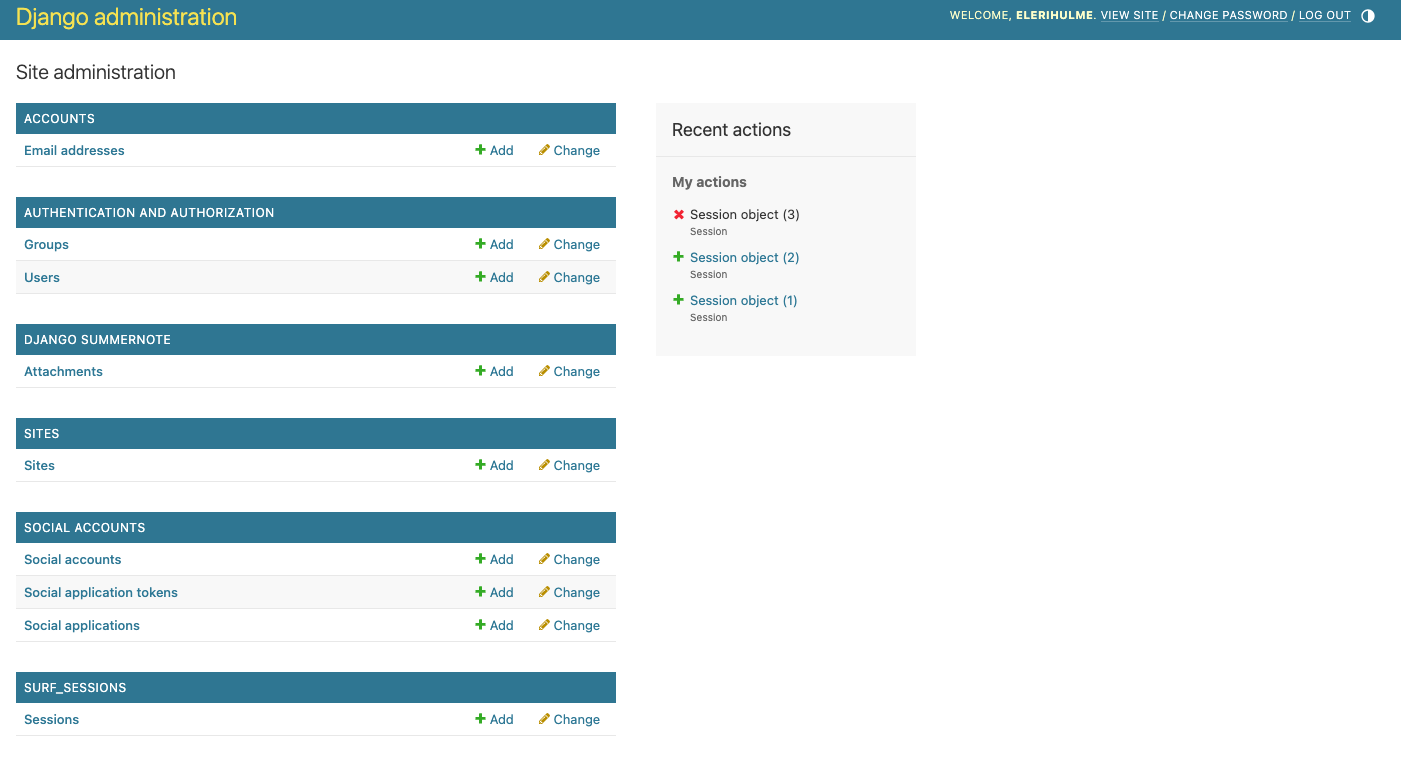 Django administration
WELCOME, ELERIHULME. VIEW SITE / CHANGE PASSWORD / LOG OUT
Site administration
ACCOUNTS
Email addresses Add Change
AUTHENTICATION AND AUTHORIZATION
Groups Add Change
Users Add Change
DJANGO SUMMERNOTE
Attachments Add Change
SITES
Sites Add Change
SOCIAL ACCOUNTS
Social accounts Add Change
Social application tokens Add Change
Social applications Add Change
SURF_SESSIONS
Sessions Add Change
Recent actions
My actions
Session object (3)
Session
Session object (2)
Session
Session object (1)
Session